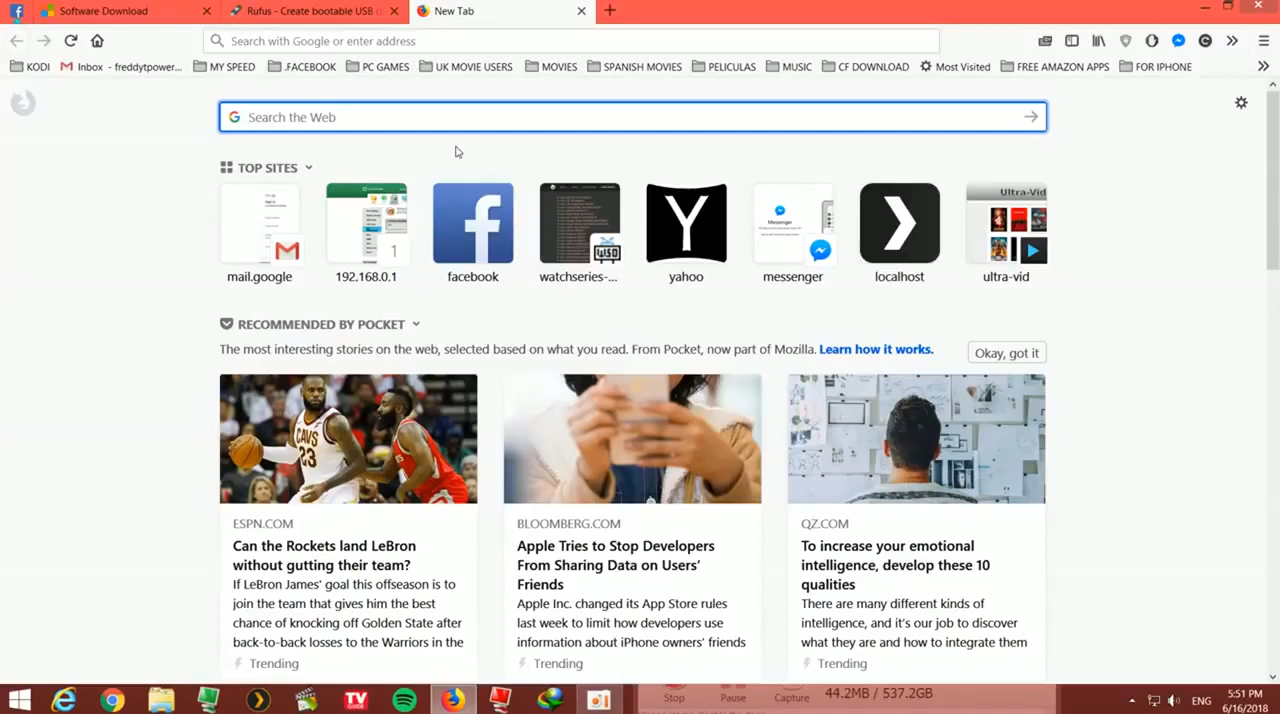 Software Download
Rufus - Create bootable USB
New Tab
Search with Google or enter address
KODI
Inbox - freddytpower...
MY SPEED
.FACEBOOK
PC GAMES
UK MOVIE USERS
MOVIES
SPANISH MOVIES
PELICULAS
MUSIC
CF DOWNLOAD
Most Visited
FREE AMAZON APPS
FOR IPHONE
Search the Web
TOP SITES
Ultra-Vid
1
WSO
mail.google
192.168.0.1
facebook
watchseries-...
yahoo
messenger
localhost
ultra-vid
RECOMMENDED BY POCKET
The most interesting stories on the web, selected based on what you read. From Pocket, now part of Mozilla. Learn how it works.
Okay, got it
CAVS
23
ESPN.COM
Can the Rockets land LeBron
without gutting their team?
If LeBron James' goal this offseason is to
join the team that gives him the best
chance of knocking off Golden State after
back-to-back losses to the Warriors in the
Trending
BLOOMBERG.COM
Apple Tries to Stop Developers
From Sharing Data on Users'
Friends
Apple Inc. changed its App Store rules
last week to limit how developers use
information about iPhone owners' friends
Trending
QZ.COM
To increase your emotional
intelligence, develop these 10
qualities
There are many different kinds of
intelligence, and it's our job to discover
what they are and how to integrate them
Trending
TV
Stop
Pause
Capture
44.2MB / 537.2GB
ENG
5:51 PM
6/16/2018